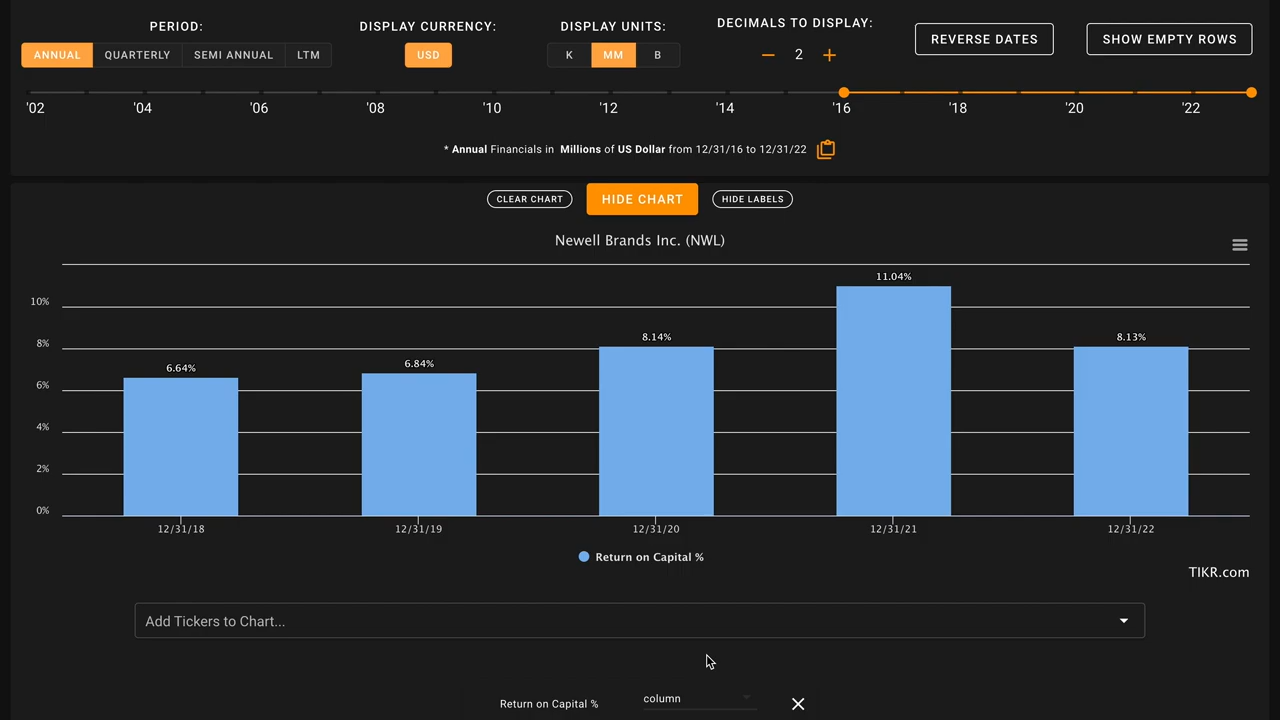 PERIOD:
DISPLAY CURRENCY:
DISPLAY UNITS:
DECIMALS TO DISPLAY:
ANNUAL QUARTERLY SEMI ANNUAL LTM
USD
K MM B
2
REVERSE DATES
SHOW EMPTY ROWS
'02 '04 '06 '08 '10 '12 '14 '16 '18 '20 '22
* Annual Financials in Millions of US Dollar from 12/31/16 to 12/31/22
CLEAR CHART HIDE CHART HIDE LABELS
Newell Brands Inc. (NWL)
11.04%
10%
8.14%
8.13%
8%
6.84%
6.64%
6%
4%
2%
0%
12/31/18 12/31/19 12/31/20 12/31/21 12/31/22
Return on Capital %
TIKR.com
Add Tickers to Chart...
Return on Capital % column